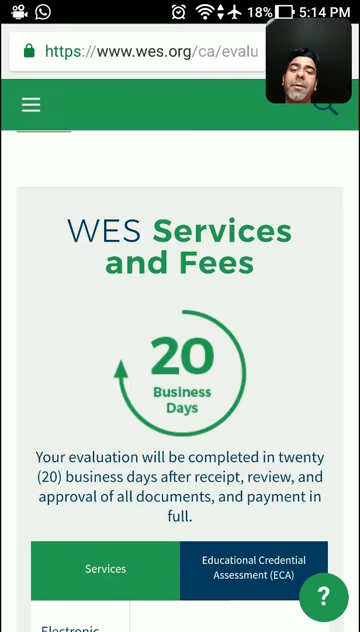 18% 5:14 PM
https://www.wes.org/ca/evalu
WES Services
and Fees
20
Business
Days
Your evaluation will be completed in twenty
(20) business days after receipt, review, and
approval of all documents, and payment in
full.
Services
Educational Credential
Assessment (ECA)
?
Electronic